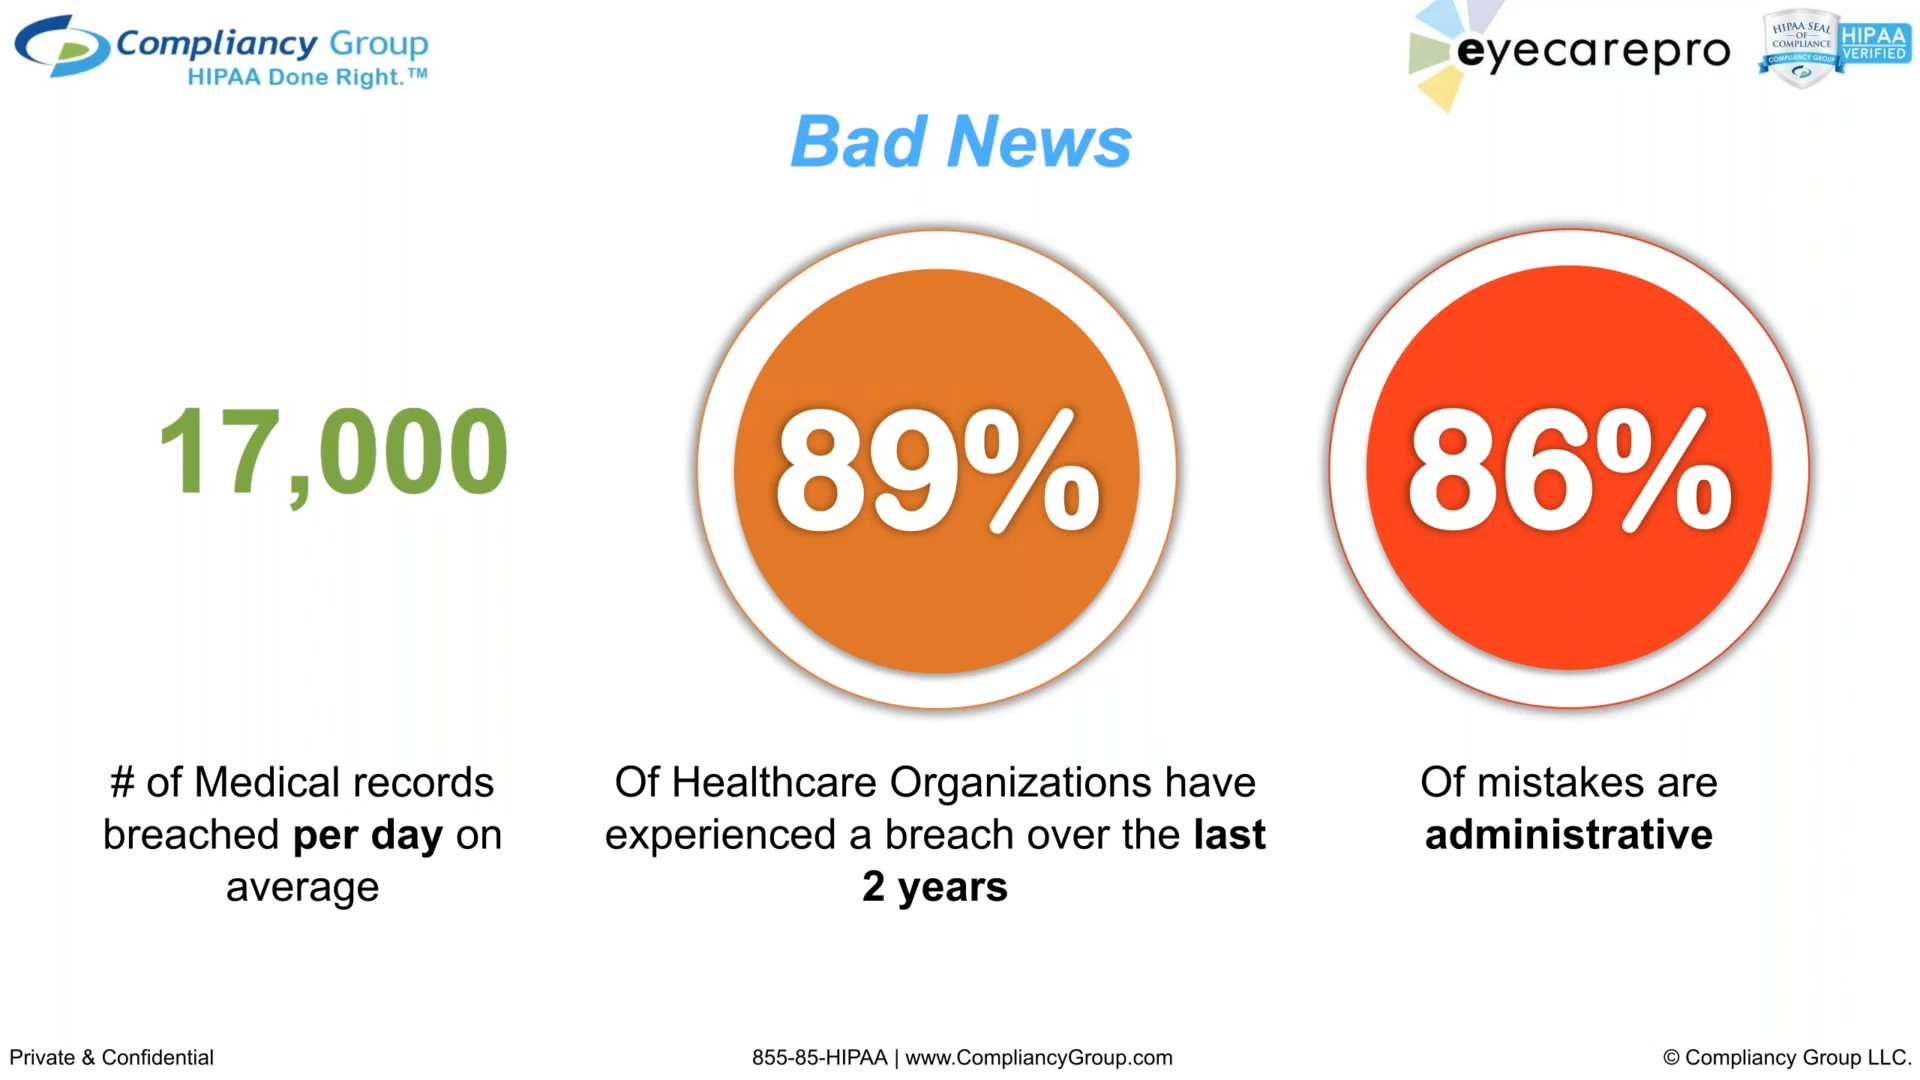 Compliancy Group
HIPAA Done Right.™
eyecarepro
HIPAA SEAL
OF
COMPLIANCE
COMPLIANCY GROUP
HIPAA
VERIFIED
Bad News
17,000
# of Medical records
breached per day on
average
89%
Of Healthcare Organizations have
experienced a breach over the last
2 years
86%
Of mistakes are
administrative
Private & Confidential
855-85-HIPAA | www.CompliancyGroup.com
© Compliancy Group LLC.